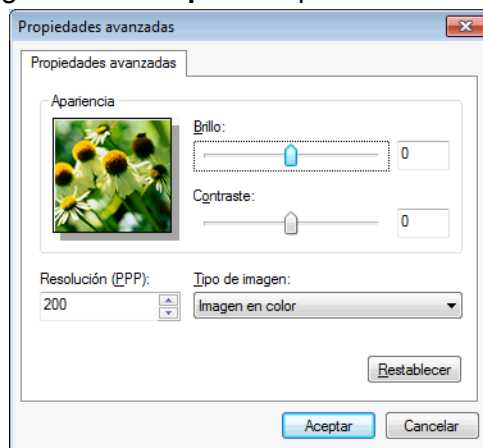 Propiedades avanzadas
Propiedades avanzadas
Apariencia
Brillo:
0
Contraste:
0
Resolución (PPP):
Tipo de imagen:
200
Imagen en color
Restablecer
Aceptar
Cancelar